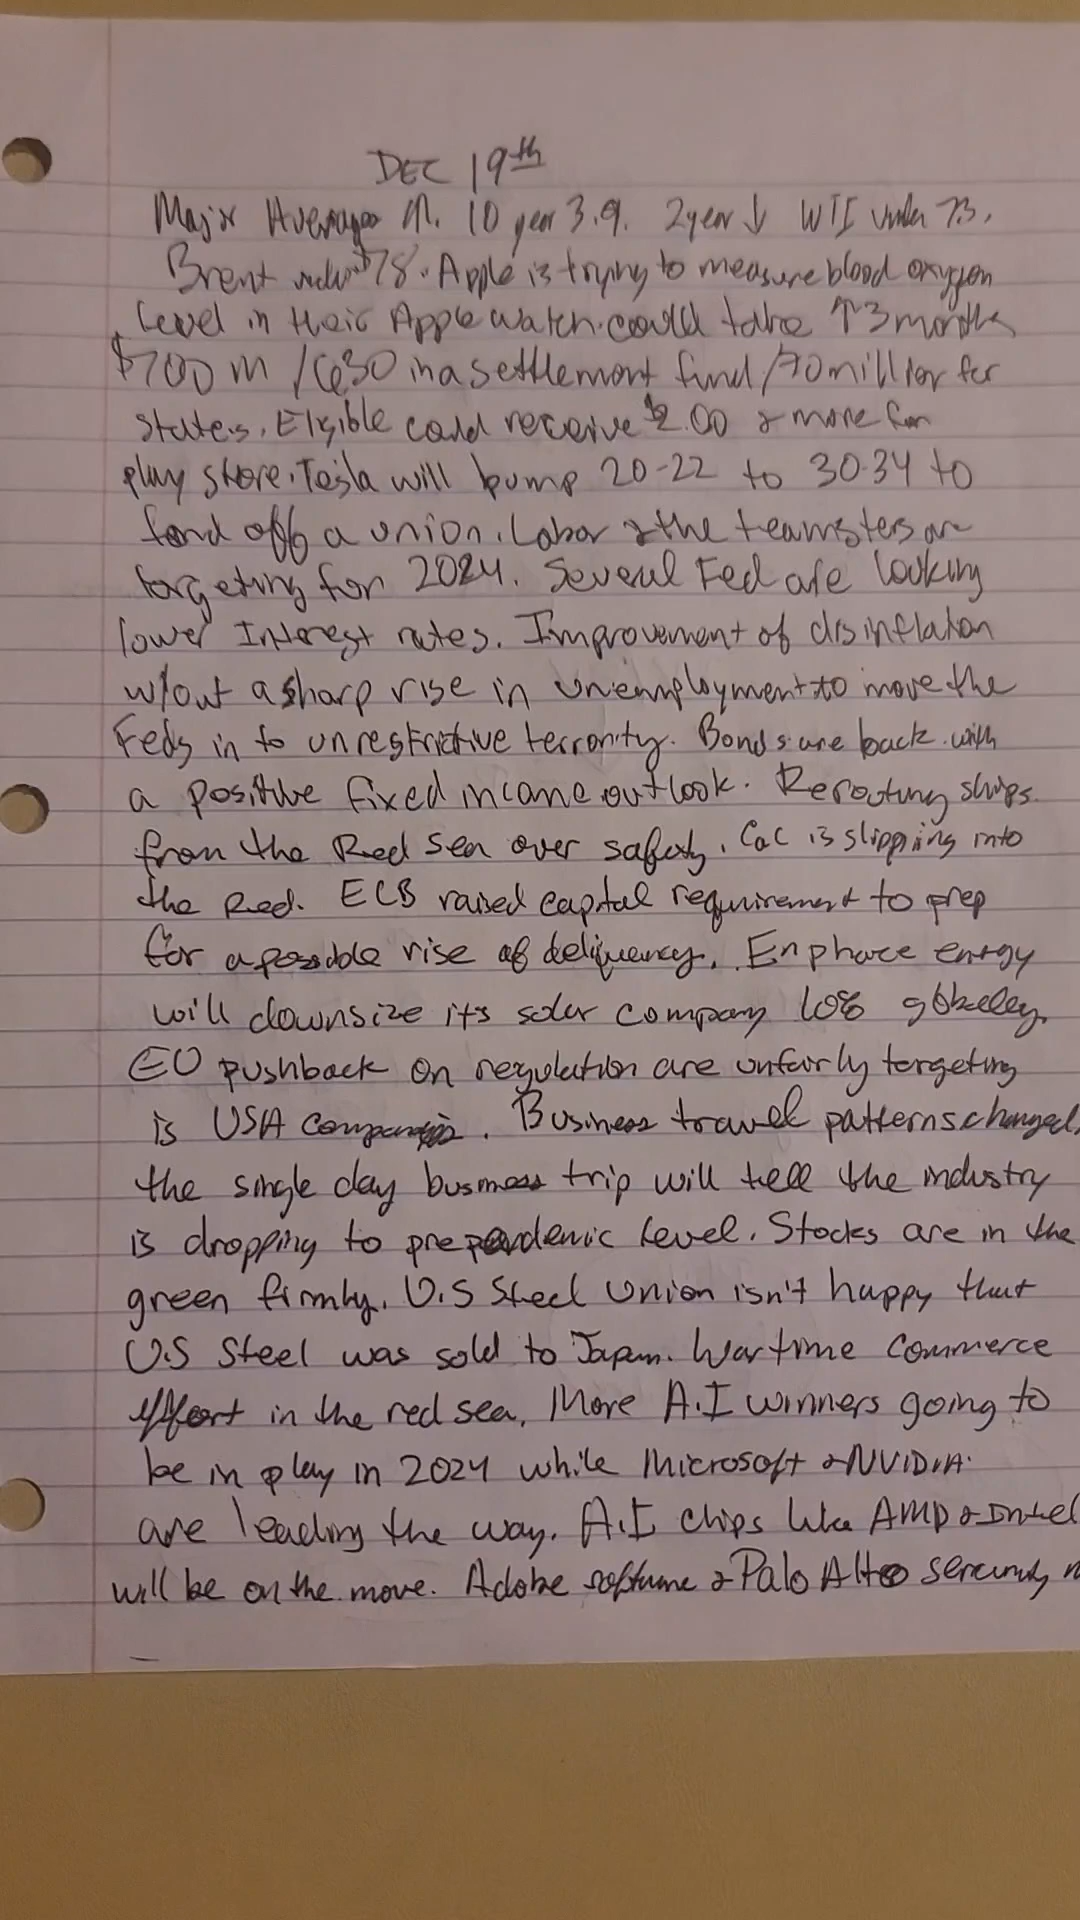 DEC 19th
Major Averages ↑. 10 year 3.9. 2year ↓ WTI under 73.
Brent under $78. Apple is trying to measure blood oxygen
level in their Apple watch. could take ↑3 months
$700 m /630 in a settlement fund /70 million for
states. Elgible could receive $2.00 & more for
play store. Tesla will bump 20-22 to 30-34 to
fend off a union. Labor & the teamsters are
targeting for 2024. Several Fed are looking
lower Interest rates. Improvement of disinflation
w/out a sharp rise in unemployment to move the
Feds in to unrestrictive terrority. Bonds are back with
a positive fixed income outlook. Rerouting ships
from the Red Sea over safety. CaC is slipping into
the Red. ECB raised capital requirement to prep
for a possible rise of deliquency. Enphace energy
will downsize its solar company 10% globalley.
EU pushback on regulation are unfairly targeting
is USA Companies. Business travel patterns changed,
the single day business trip will tell the industry
is dropping to prepandemic level. Stocks are in the
green firmly. U.S Steel Union isn't happy that
U.S Steel was sold to Japan. Wartime Commerce
effort in the red sea. More A.I winners going to
be in play in 2024 while Microsoft & NVIDIA
are leading the way. A.I chips like AMD & Intel
will be on the move. Adobe software & Palo Alto